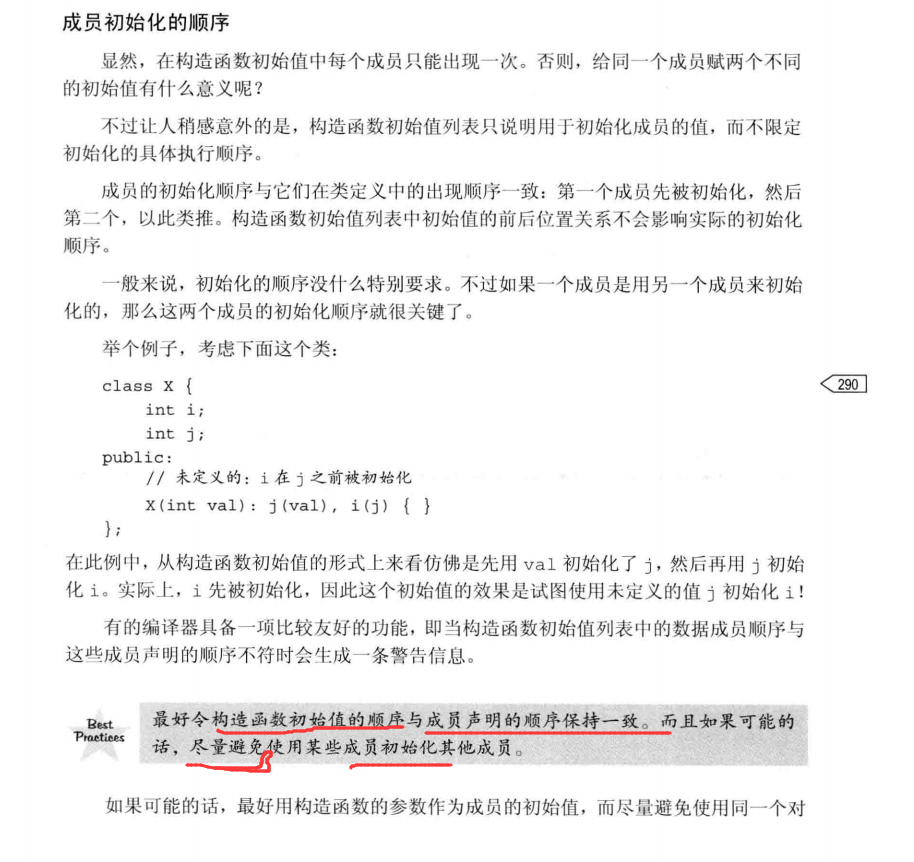 成员初始化的顺序
显然，在构造函数初始值中每个成员只能出现一次。否则，给同一个成员赋两个不同
的初始值有什么意义呢？
不过让人稍感意外的是，构造函数初始值列表只说明用于初始化成员的值，而不限定
初始化的具体执行顺序。
成员的初始化顺序与它们在类定义中的出现顺序一致：第一个成员先被初始化，然后
第二个，以此类推。构造函数初始值列表中初始值的前后位置关系不会影响实际的初始化
顺序。
一般来说，初始化的顺序没什么特别要求。不过如果一个成员是用另一个成员来初始
化的，那么这两个成员的初始化顺序就很关键了。
举个例子，考虑下面这个类：
class X {
290
int i;
int j;
public:
// 未定义的：i 在 j 之前被初始化
X(int val): j(val), i(j) { }
};
在此例中，从构造函数初始值的形式上来看仿佛是先用 val 初始化了 j，然后再用 j 初始
化 i。实际上，i 先被初始化，因此这个初始值的效果是试图使用未定义的值 j 初始化 i！
有的编译器具备一项比较友好的功能，即当构造函数初始值列表中的数据成员顺序与
这些成员声明的顺序不符时会生成一条警告信息。
Best
Practices
最好令构造函数初始值的顺序与成员声明的顺序保持一致。而且如果可能的
话，尽量避免使用某些成员初始化其他成员。
如果可能的话，最好用构造函数的参数作为成员的初始值，而尽量避免使用同一个对